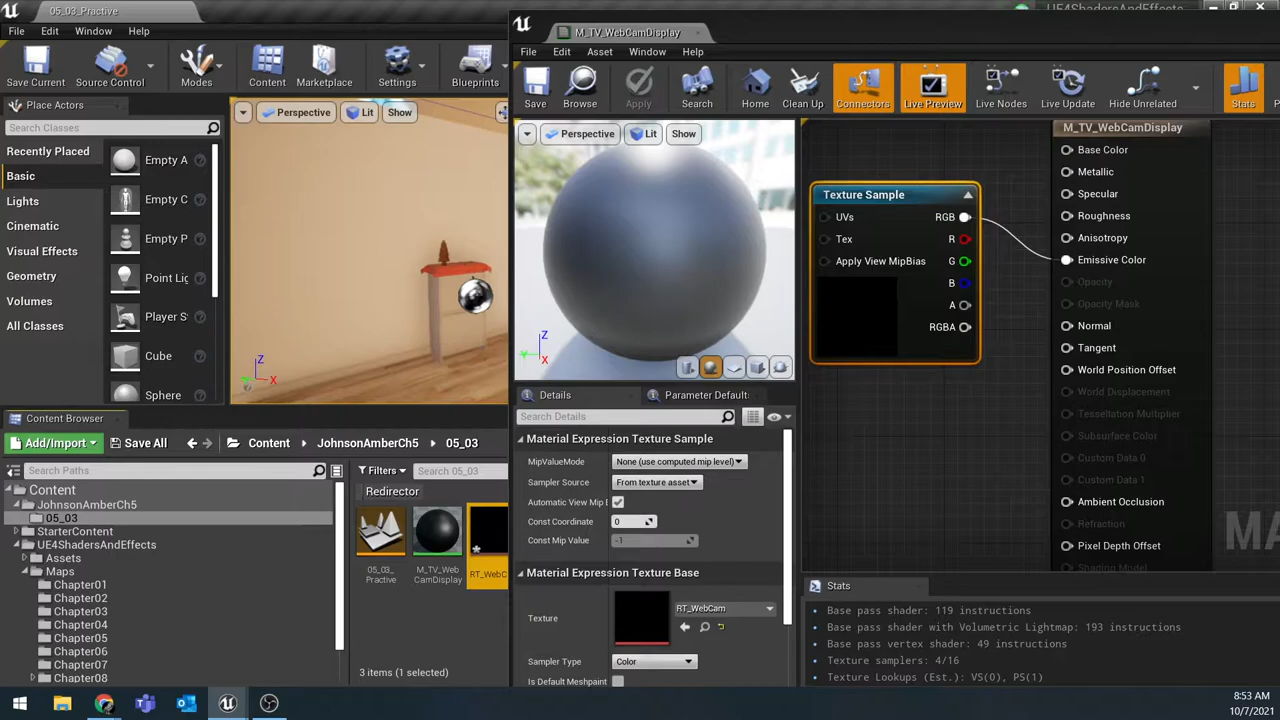 05_03_Practive
UE4ShadersAndEffects
M_TV_WebCamDisplay
File Edit Window Help
File Edit Asset Window Help
Save Current
Source Control
Modes
Content
Marketplace
Settings
Blueprints
Save
Browse
Apply
Search
Home
Clean Up
Connectors
Live Preview
Live Nodes
Live Update
Hide Unrelated
Stats
Place Actors
Search Classes
Recently Played
Basic
Lights
Cinematic
Visual Effects
Geometry
Volumes
All Classes
Empty A
Empty C
Empty P
Point Lig
Player S
Cube
Sphere
Perspective
Lit
Show
Z
X
Perspective
Lit
Show
Z
X
Texture Sample
UVs
Tex
Apply View MipBias
RGB
R
G
B
A
RGBA
M_TV_WebCamDisplay
Base Color
Metallic
Specular
Roughness
Anisotropy
Emissive Color
Opacity
Opacity Mask
Normal
Tangent
World Position Offset
World Displacement
Tessellation Multiplier
Subsurface Color
Custom Data 0
Custom Data 1
Ambient Occlusion
Refraction
Pixel Depth Offset
Shading Model
MA
Details
Parameter Default
Search Details
Material Expression Texture Sample
MipValueMode
None (use computed mip level)
Sampler Source
From texture asset
Automatic View Mip B
Const Coordinate
0
Const Mip Value
-1
Material Expression Texture Base
Texture
RT_WebCam
Sampler Type
Color
Is Default Meshpaint
Stats
Base pass shader: 119 instructions
Base pass shader with Volumetric Lightmap: 193 instructions
Base pass vertex shader: 49 instructions
Texture samplers: 4/16
Texture Lookups (Est.): VS(0), PS(1)
Content Browser
Add/Import
Save All
Content
JohnsonAmberCh5
05_03
Search Paths
Filters
Search 05_03
Redirector
Content
JohnsonAmberCh5
05_03
StarterContent
UE4ShadersAndEffects
Assets
Maps
Chapter01
Chapter02
Chapter03
Chapter04
Chapter05
Chapter06
Chapter07
Chapter08
05_03_
Practive
M_TV_Web
CamDisplay
RT_WebC
3 items (1 selected)
8:53 AM
10/7/2021